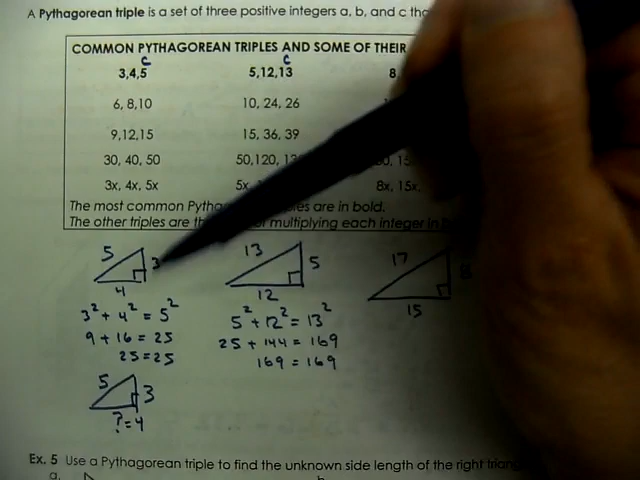 A Pythagorean triple is a set of three positive integers a, b, and c
COMMON PYTHAGOREAN TRIPLES AND SOME OF THEIR
C C
3,4,5 5,12,13 8
6, 8,10 10, 24, 26
9,12,15 15, 36, 39
30, 40, 50 50,120,
3x, 4x, 5x 5x, 8x, 15x,
The most common are in bold.
The other triples are multiplying each integer in
5 3 13 5 17 8
4 12 15
3² + 4² = 5² 5² + 12² = 13²
9 + 16 = 25 25 + 144 = 169
25 = 25 169 = 169
5 3
? = 4
Ex. 5 Use a Pythagorean triple to find the unknown side length of the right
a.